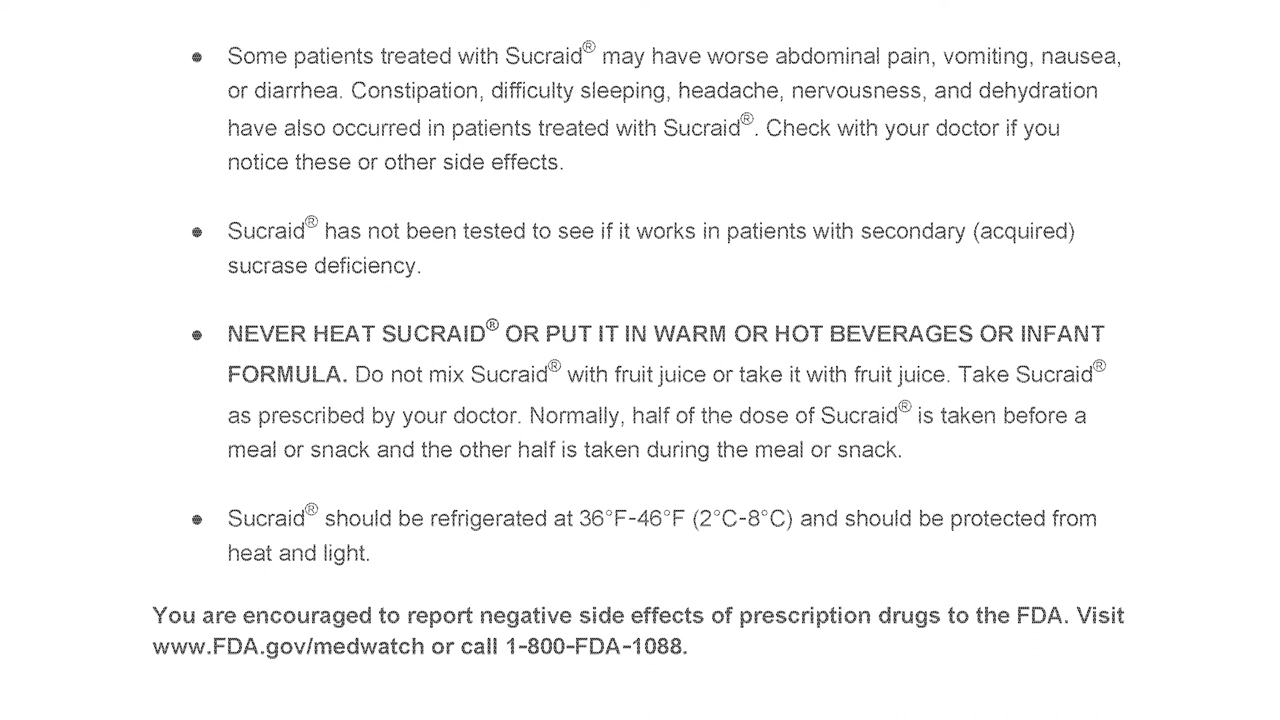 ● Some patients treated with Sucraid® may have worse abdominal pain, vomiting, nausea,
or diarrhea. Constipation, difficulty sleeping, headache, nervousness, and dehydration
have also occurred in patients treated with Sucraid®. Check with your doctor if you
notice these or other side effects.
● Sucraid® has not been tested to see if it works in patients with secondary (acquired)
sucrase deficiency.
● NEVER HEAT SUCRAID® OR PUT IT IN WARM OR HOT BEVERAGES OR INFANT
FORMULA. Do not mix Sucraid® with fruit juice or take it with fruit juice. Take Sucraid®
as prescribed by your doctor. Normally, half of the dose of Sucraid® is taken before a
meal or snack and the other half is taken during the meal or snack.
● Sucraid® should be refrigerated at 36°F-46°F (2°C-8°C) and should be protected from
heat and light.
You are encouraged to report negative side effects of prescription drugs to the FDA. Visit
www.FDA.gov/medwatch or call 1-800-FDA-1088.